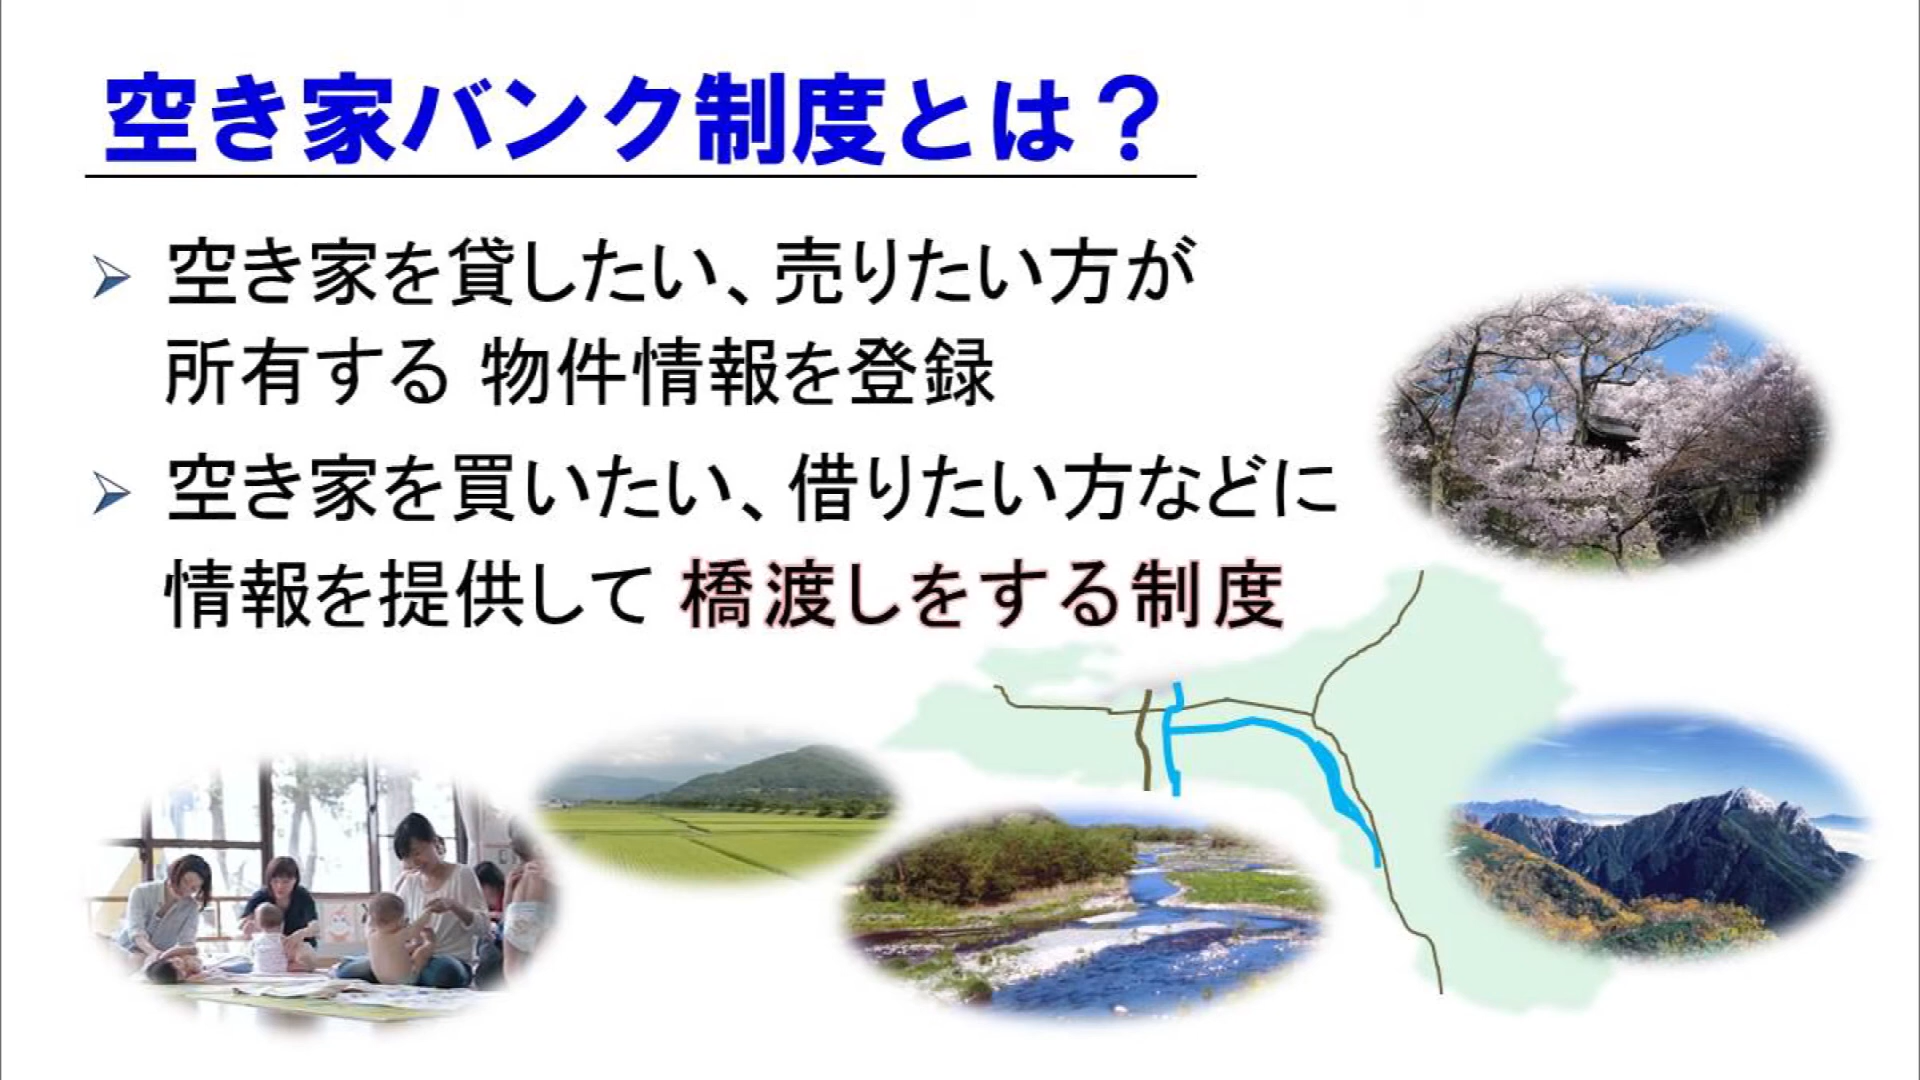 空き家バンク制度とは？
➢ 空き家を貸したい、売りたい方が
所有する 物件情報を登録
➢ 空き家を買いたい、借りたい方などに
情報を提供して 橋渡しをする制度